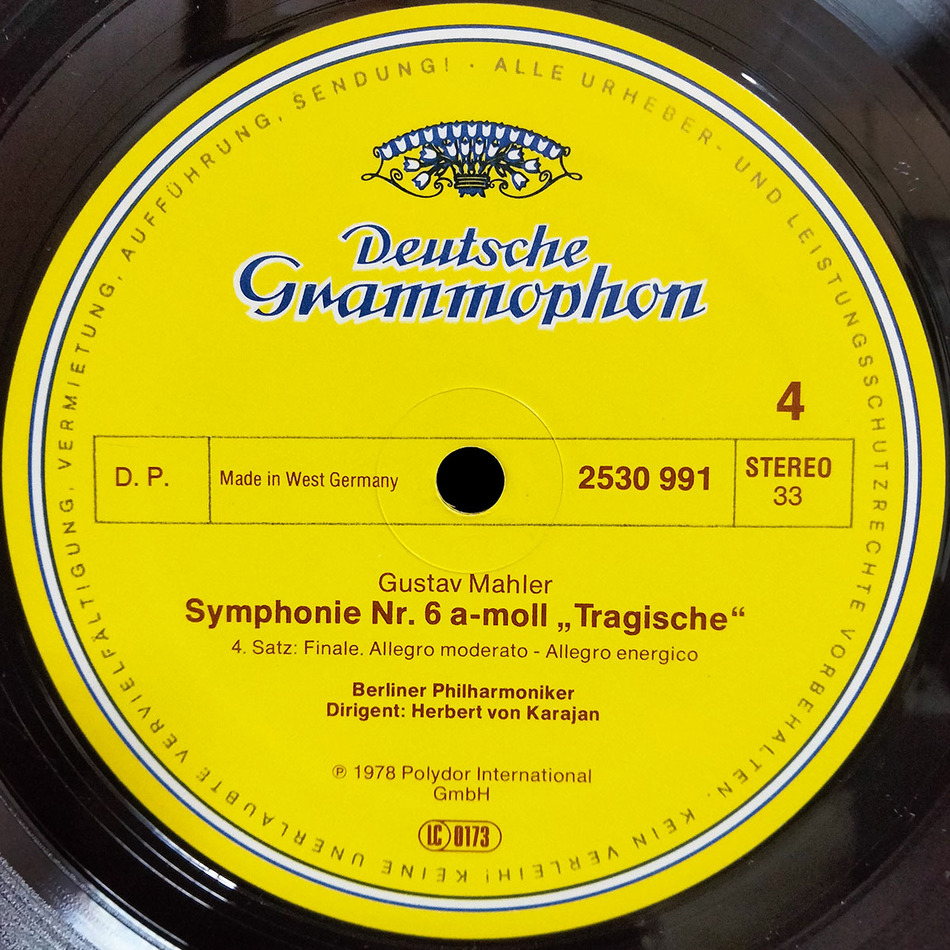 ALLE URHEBER- UND LEISTUNGSSCHUTZRECHTE VORBEHALTEN. KEIN VERLEIH! KEINE UNERLAUBTE VERVIELFÄLTIGUNG, VERMIETUNG, AUFFÜHRUNG, SENDUNG! ·
Deutsche
Grammophon
4
D. P.
Made in West Germany
2530 991
STEREO
33
Gustav Mahler
Symphonie Nr. 6 a-moll „Tragische“
4. Satz: Finale. Allegro moderato - Allegro energico
Berliner Philharmoniker
Dirigent: Herbert von Karajan
℗ 1978 Polydor International
GmbH
LC 0173